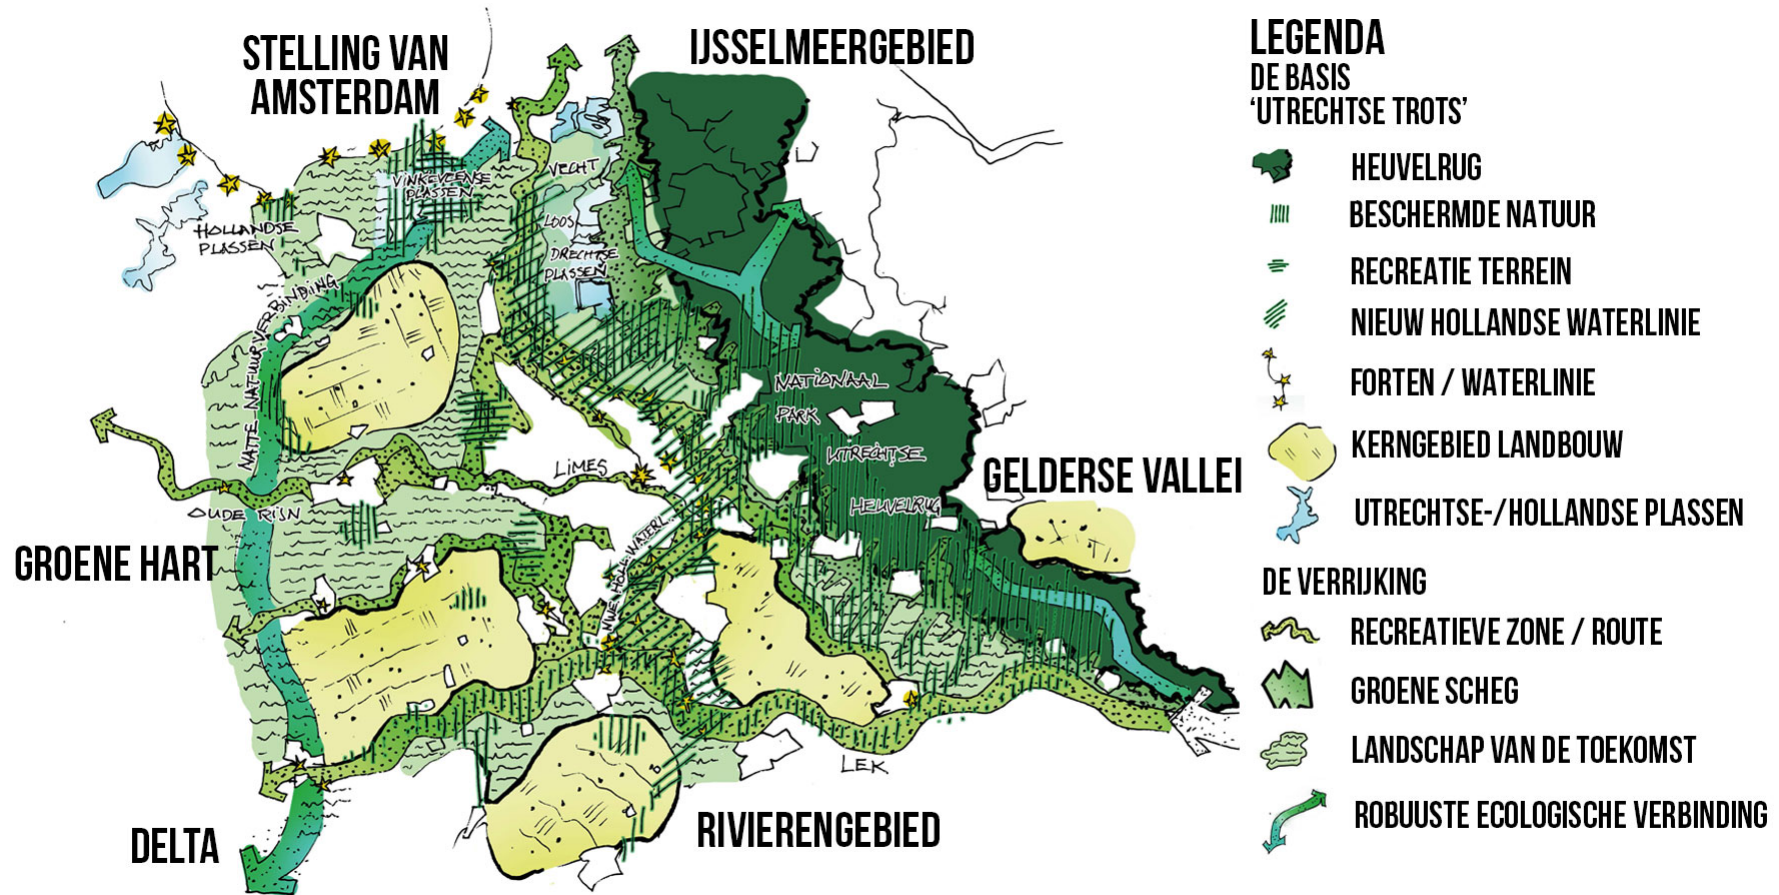 STELLING VAN
AMSTERDAM
IJSSELMEERGEBIED
VECHT
VINKEVEENSE
PLASSEN
LOOS
DRECHTSE
PLASSEN
HOLLANDSE
PLASSEN
NATTE NATUURVERBINDING
NATIONAAL
PARK
UTRECHTSE
HEUVELRUG
LIMES
GELDERSE VALLEI
OUDE RIJN
GROENE HART
NWE HOLL. WATERL.
LEK
RIVIERENGEBIED
DELTA
LEGENDA
DE BASIS
‘UTRECHTSE TROTS’
HEUVELRUG
BESCHERMDE NATUUR
RECREATIE TERREIN
NIEUW HOLLANDSE WATERLINIE
FORTEN / WATERLINIE
KERNGEBIED LANDBOUW
UTRECHTSE-/HOLLANDSE PLASSEN
DE VERRIJKING
RECREATIEVE ZONE / ROUTE
GROENE SCHEG
LANDSCHAP VAN DE TOEKOMST
ROBUUSTE ECOLOGISCHE VERBINDING